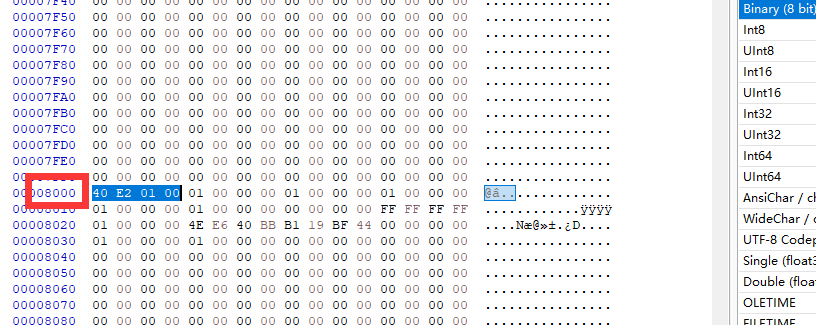 00007F40 00 00 00 00 00 00 00 00 00 00 00 00 00 00 00 00 ................
00007F50 00 00 00 00 00 00 00 00 00 00 00 00 00 00 00 00 ................
00007F60 00 00 00 00 00 00 00 00 00 00 00 00 00 00 00 00 ................
00007F70 00 00 00 00 00 00 00 00 00 00 00 00 00 00 00 00 ................
00007F80 00 00 00 00 00 00 00 00 00 00 00 00 00 00 00 00 ................
00007F90 00 00 00 00 00 00 00 00 00 00 00 00 00 00 00 00 ................
00007FA0 00 00 00 00 00 00 00 00 00 00 00 00 00 00 00 00 ................
00007FB0 00 00 00 00 00 00 00 00 00 00 00 00 00 00 00 00 ................
00007FC0 00 00 00 00 00 00 00 00 00 00 00 00 00 00 00 00 ................
00007FD0 00 00 00 00 00 00 00 00 00 00 00 00 00 00 00 00 ................
00007FE0 00 00 00 00 00 00 00 00 00 00 00 00 00 00 00 00 ................
00 00 00 00 00 00 00 00 00 00 00 00 00 00 00 00 ................
00008000 40 E2 01 00 01 00 00 00 01 00 00 00 01 00 00 00 @â..............
00008010 01 00 00 00 01 00 00 00 00 00 00 00 FF FF FF FF ............ÿÿÿÿ
00008020 01 00 00 00 4E E6 40 BB B1 19 BF 44 00 00 00 00 ....Næ@»±.¿D....
00008030 01 00 00 00 01 00 00 00 00 00 00 00 00 00 00 00 ................
00008040 00 00 00 00 00 00 00 00 00 00 00 00 00 00 00 00 ................
00008050 00 00 00 00 00 00 00 00 00 00 00 00 00 00 00 00 ................
00008060 00 00 00 00 00 00 00 00 00 00 00 00 00 00 00 00 ................
00008070 00 00 00 00 00 00 00 00 00 00 00 00 00 00 00 00 ................
00008080 00 00 00 00 00 00 00 00 00 00 00 00 00 00 00 00 ................
Binary (8 bit)
Int8
UInt8
Int16
UInt16
Int32
UInt32
Int64
UInt64
AnsiChar / ch
WideChar / c
UTF-8 Codep
Single (float3
Double (float
OLETIME
FILETIME